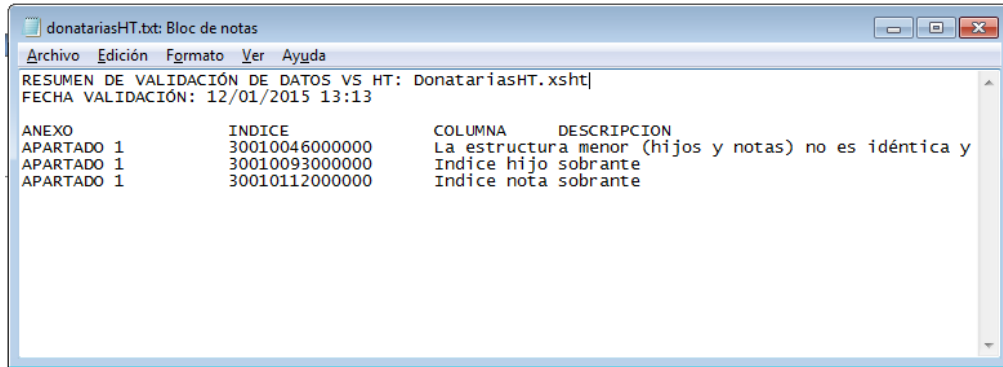 donatariasHT.txt: Bloc de notas
Archivo Edición Formato Ver Ayuda
RESUMEN DE VALIDACIÓN DE DATOS VS HT: DonatariasHT.xsht
FECHA VALIDACIÓN: 12/01/2015 13:13
ANEXO INDICE COLUMNA DESCRIPCION
APARTADO 1 30010046000000 La estructura menor (hijos y notas) no es idéntica y
APARTADO 1 30010093000000 Indice hijo sobrante
APARTADO 1 30010112000000 Indice nota sobrante